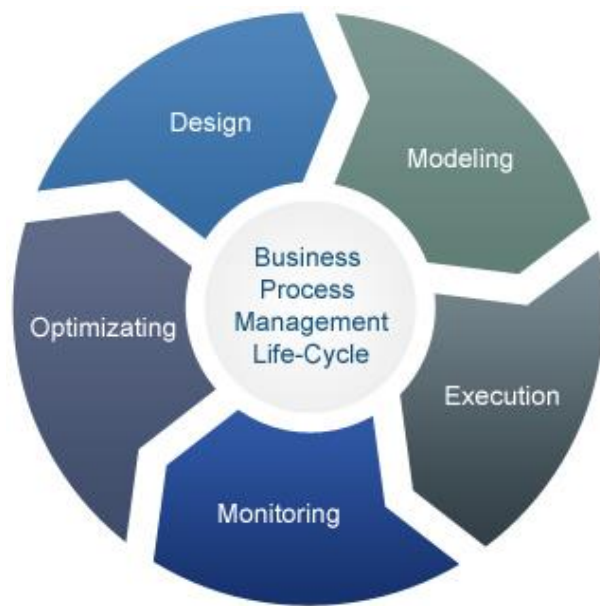 Design
Modeling
Business
Process
Management
Life-Cycle
Optimizating
Execution
Monitoring